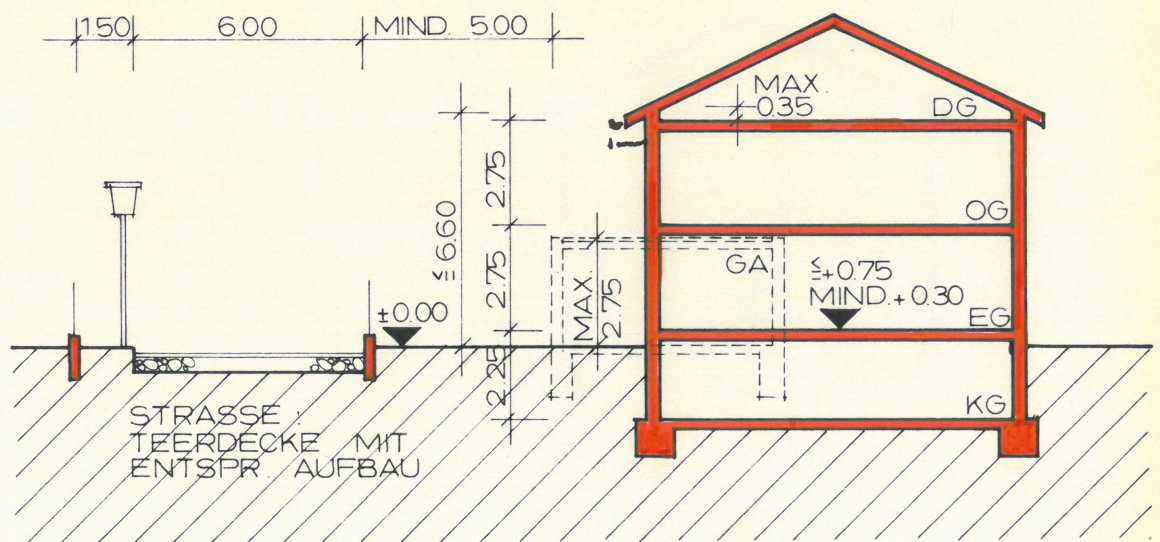 1.50
6.00
MIND. 5.00
MAX.
0.35
DG
2.75
≤ 6.60
OG
GA
≤+0.75
MIND.+0.30
MAX.
2.75
2.75
±0.00
EG
2.25
KG
STRASSE :
TEERDECKE MIT
ENTSPR. AUFBAU